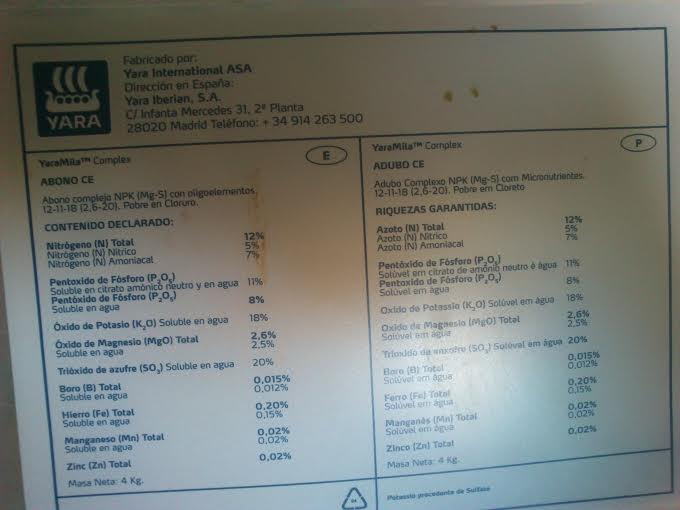 YARA
Fabricado por:
Yara International ASA
Dirección en España:
Yara Iberian, S.A.
C/ Infanta Mercedes 31, 2ª Planta
28020 Madrid Teléfono: + 34 914 263 500
YaraMila™ Complex
E
ABONO CE
Abono complejo NPK (Mg-S) con oligoelementos.
12-11-18 (2,6-20). Pobre en Cloruro.
CONTENIDO DECLARADO:
Nitrógeno (N) Total 12%
Nitrógeno (N) Nítrico 5%
Nitrógeno (N) Amoniacal 7%
Pentoxido de Fósforo (P₂O₅)
Soluble en citrato amónico neutro y en agua 11%
Pentóxido de Fósforo (P₂O₅) 8%
Soluble en agua
Óxido de Potasio (K₂O) Soluble en agua 18%
Óxido de Magnesio (MgO) Total 2,6%
Soluble en agua 2,5%
Trióxido de azufre (SO₃) Soluble en agua 20%
Boro (B) Total 0,015%
Soluble en agua 0,012%
Hierro (Fe) Total 0,20%
Soluble en agua 0,15%
Manganeso (Mn) Total 0,02%
Soluble en agua 0,02%
Zinc (Zn) Total 0,02%
Masa Neta: 4 Kg.
YaraMila™ Complex
P
ADUBO CE
Adubo Complexo NPK (Mg-S) com Micronutrientes.
12-11-18 (2,6-20). Pobre em Cloreto
RIQUEZAS GARANTIDAS:
Azoto (N) Total 12%
Azoto (N) Nítrico 5%
Azoto (N) Amoniacal 7%
Pentóxido de Fósforo (P₂O₅)
Solúvel em citrato de amónio neutro e água 11%
Pentóxido de Fósforo (P₂O₅) 8%
Solúvel em água
Oxido de Potassio (K₂O) Solúvel em água 18%
Oxido de Magnésio (MgO) Total 2,6%
Solúvel em água 2,5%
Trioxido de enxofre (SO₃) Solúvel em água 20%
Boro (B) Total 0,015%
Solúvel em água 0,012%
Ferro (Fe) Total 0,20%
Solúvel em água 0,15%
Manganês (Mn) Total 0,02%
Solúvel em água 0,02%
Zinco (Zn) Total 0,02%
Masa Neta: 4 Kg.
Potassio procedente de Sulfato